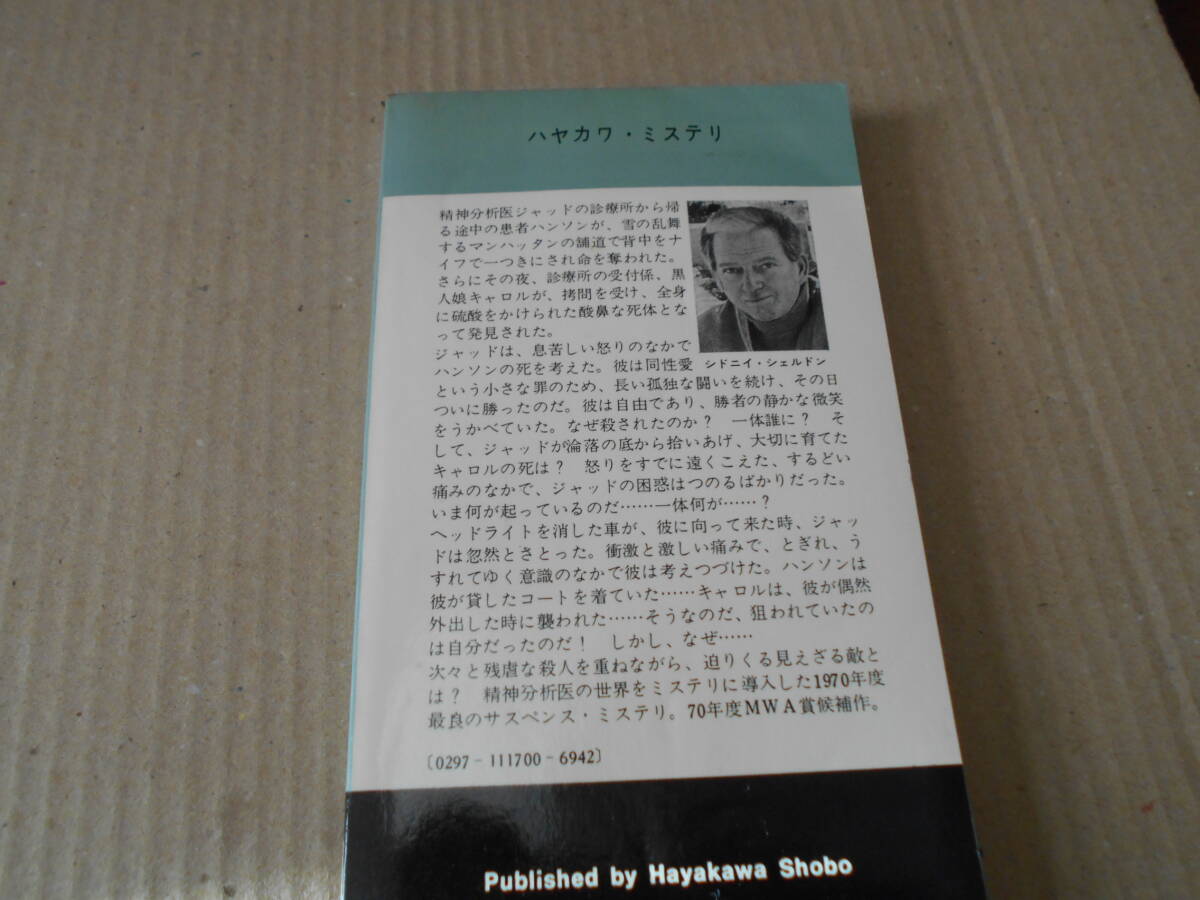 ハヤカワ・ミステリ
精神分析医ジャッドの診療所から帰
る途中の患者ハンソンが、雪の乱舞
するマンハッタンの舗道で背中をナ
イフで一つきにされ命を奪われた。
さらにその夜、診療所の受付係、黒
人娘キャロルが、拷問を受け、全身
に硫酸をかけられた酸鼻な死体とな
って発見された。
ジャッドは、息苦しい怒りのなかで
ハンソンの死を考えた。彼は同性愛
シドニイ・シェルドン
という小さな罪のため、長い孤独な闘いを続け、その日
ついに勝ったのだ。彼は自由であり、勝者の静かな微笑
をうかべていた。なぜ殺されたのか？　一体誰に？　そ
して、ジャッドが淪落の底から拾いあげ、大切に育てた
キャロルの死は？　怒りをすでに遠くこえた、するどい
痛みのなかで、ジャッドの困惑はつのるばかりだった。
いま何が起っているのだ……一体何が……？
ヘッドライトを消した車が、彼に向って来た時、ジャッ
ドは忽然とさとった。衝激と激しい痛みで、とぎれ、う
すれてゆく意識のなかで彼は考えつづけた。ハンソンは
彼が貸したコートを着ていた……キャロルは、彼が偶然
外出した時に襲われた……そうなのだ、狙われていたの
は自分だったのだ！　しかし、なぜ……
次々と残虐な殺人を重ねながら、迫りくる見えざる敵と
は？　精神分析医の世界をミステリに導入した1970年度
最良のサスペンス・ミステリ。70年度MWA賞候補作。
〔0297-111700-6942〕
Published by Hayakawa Shobo